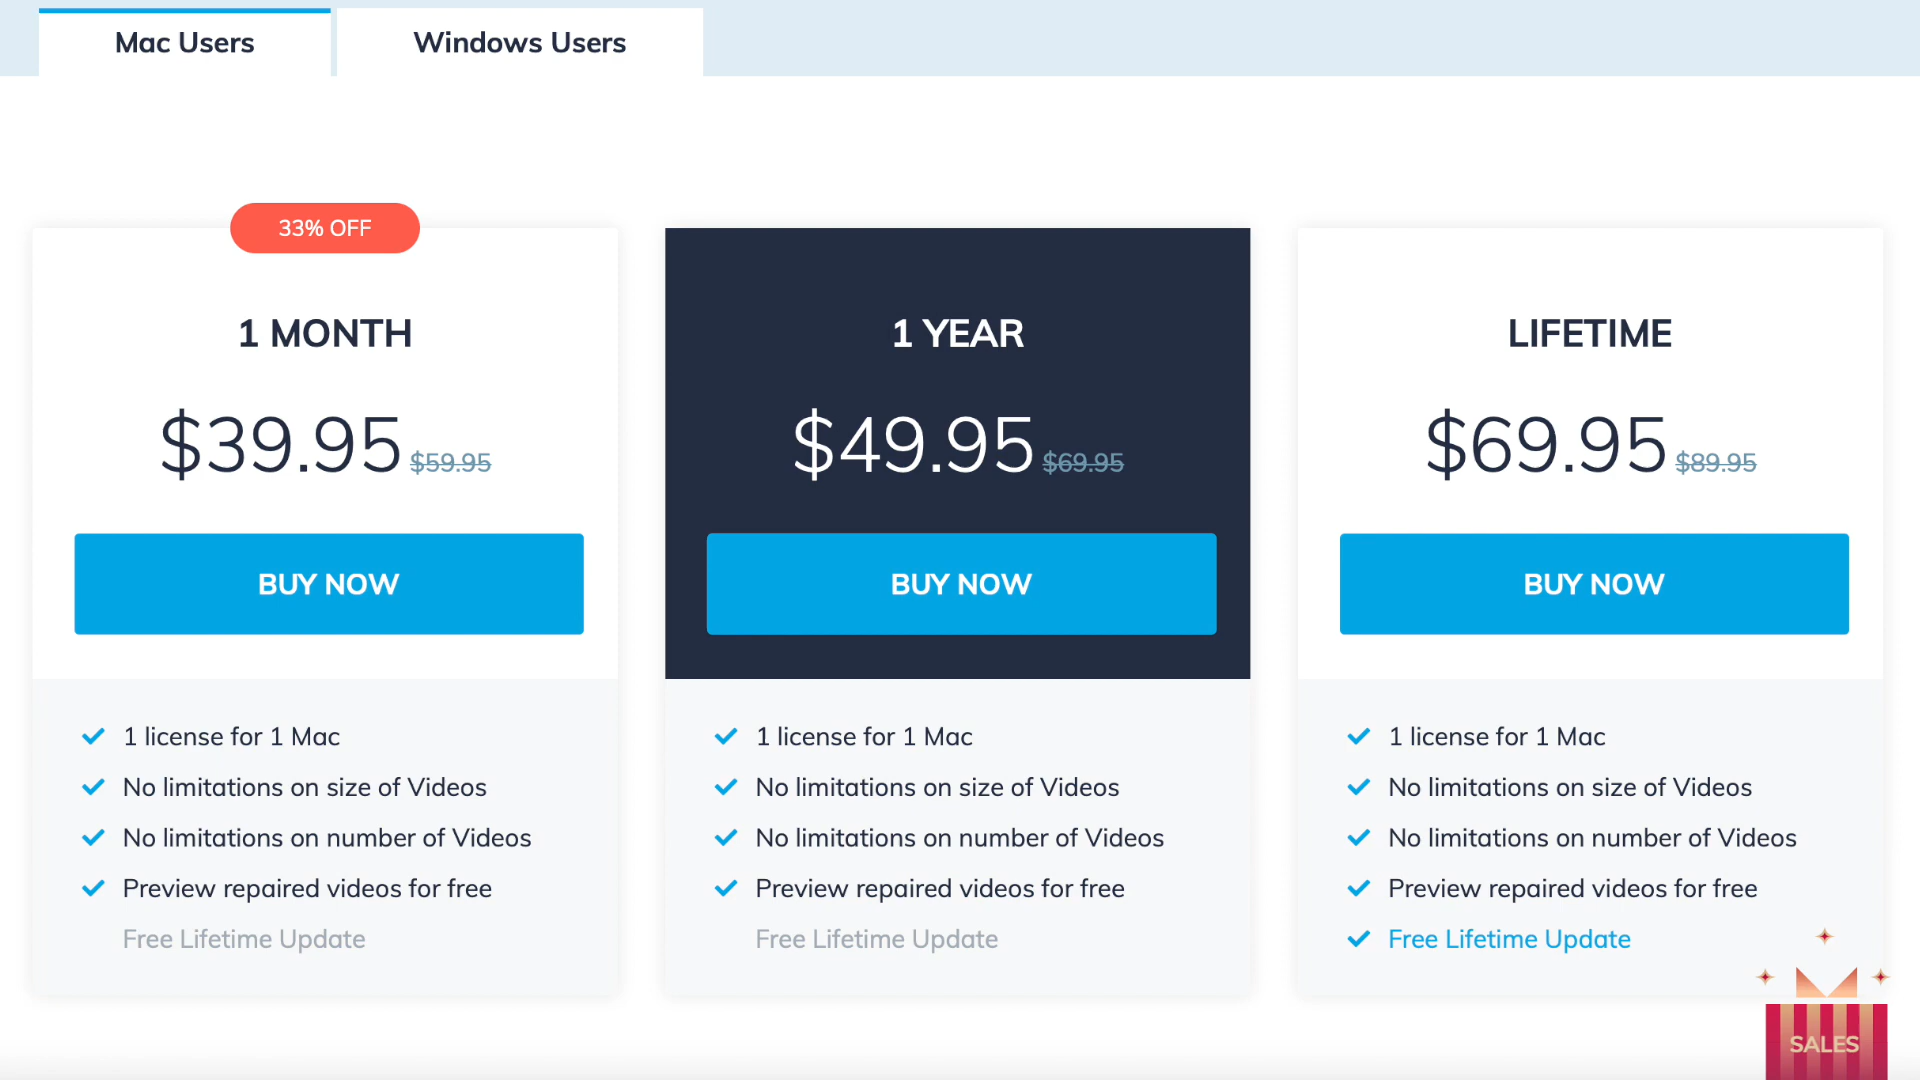 Mac Users
Windows Users
33% OFF
1 MONTH
$39.95 $59.95
BUY NOW
1 license for 1 Mac
No limitations on size of Videos
No limitations on number of Videos
Preview repaired videos for free
Free Lifetime Update
1 YEAR
$49.95 $69.95
BUY NOW
1 license for 1 Mac
No limitations on size of Videos
No limitations on number of Videos
Preview repaired videos for free
Free Lifetime Update
LIFETIME
$69.95 $89.95
BUY NOW
1 license for 1 Mac
No limitations on size of Videos
No limitations on number of Videos
Preview repaired videos for free
Free Lifetime Update
SALES